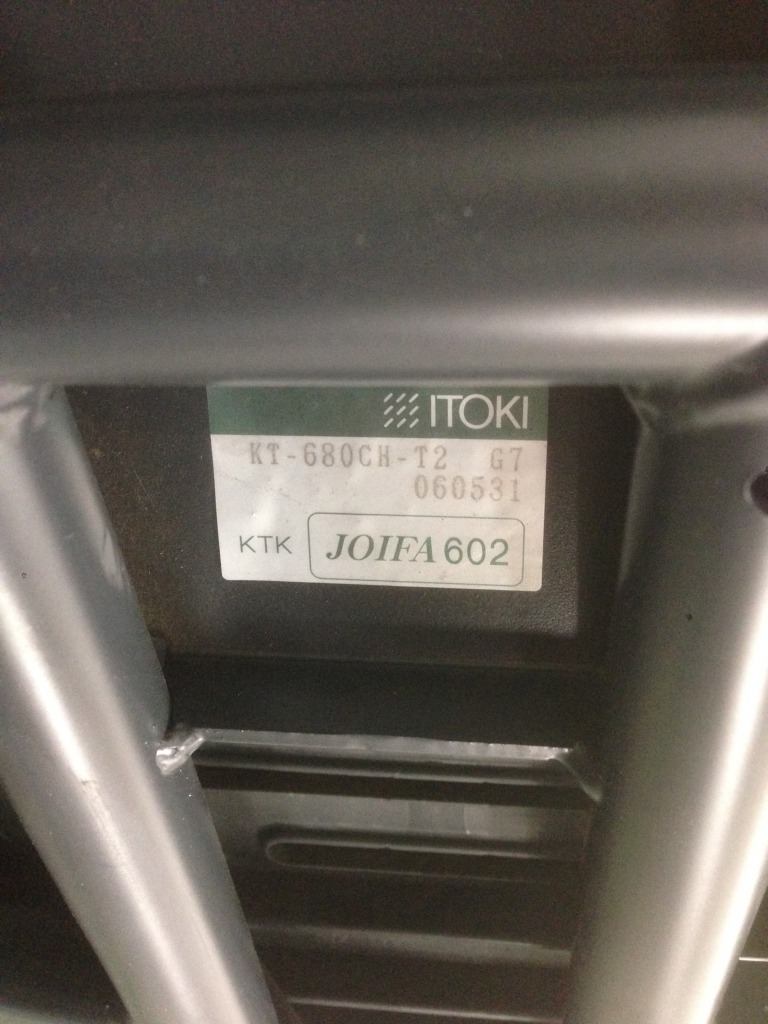 ITOKI
KT-680CH-T2 G7
060531
KTK JOIFA 602